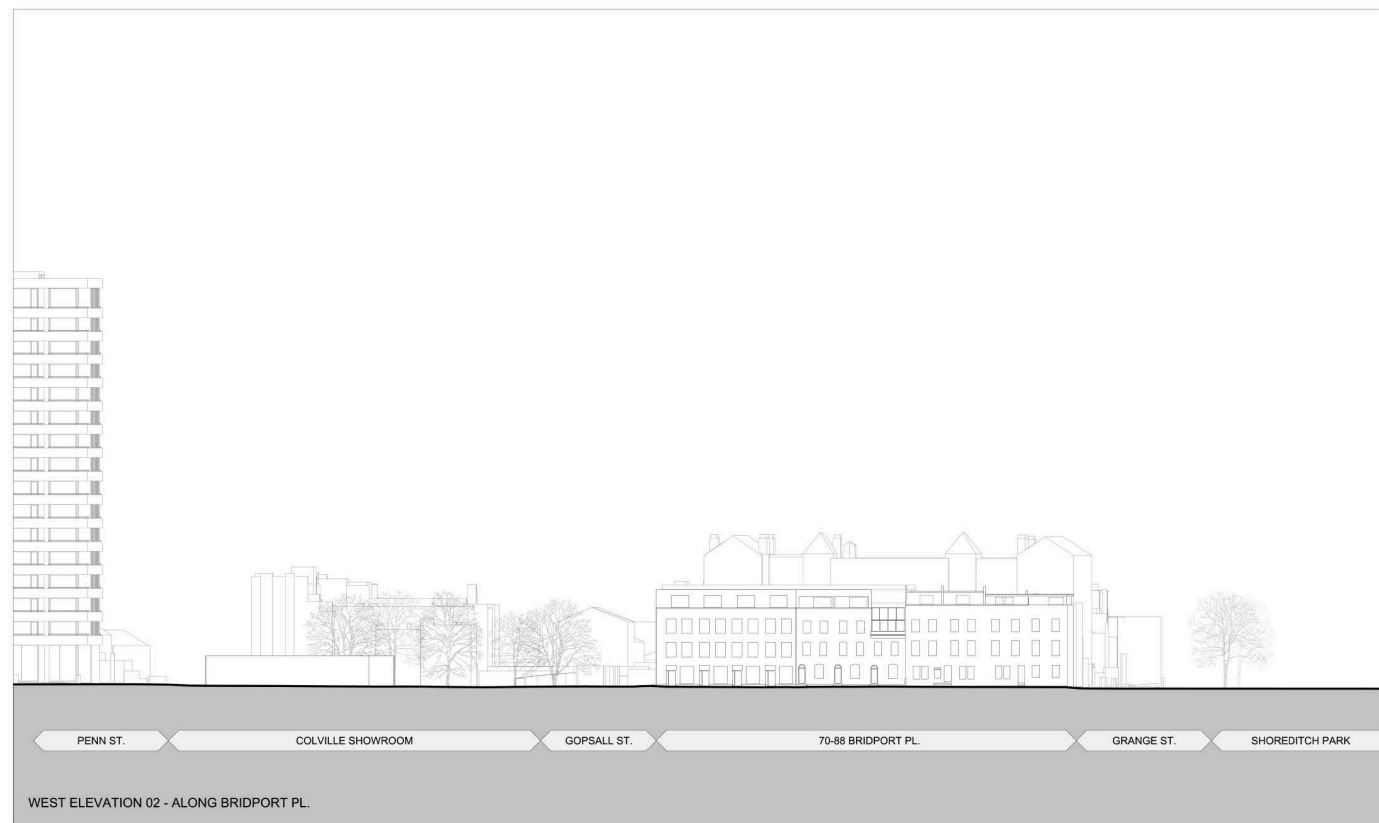 PENN ST.
COLVILLE SHOWROOM
GOPSALL ST.
70-88 BRIDPORT PL.
GRANGE ST.
SHOREDITCH PARK
WEST ELEVATION 02 - ALONG BRIDPORT PL.